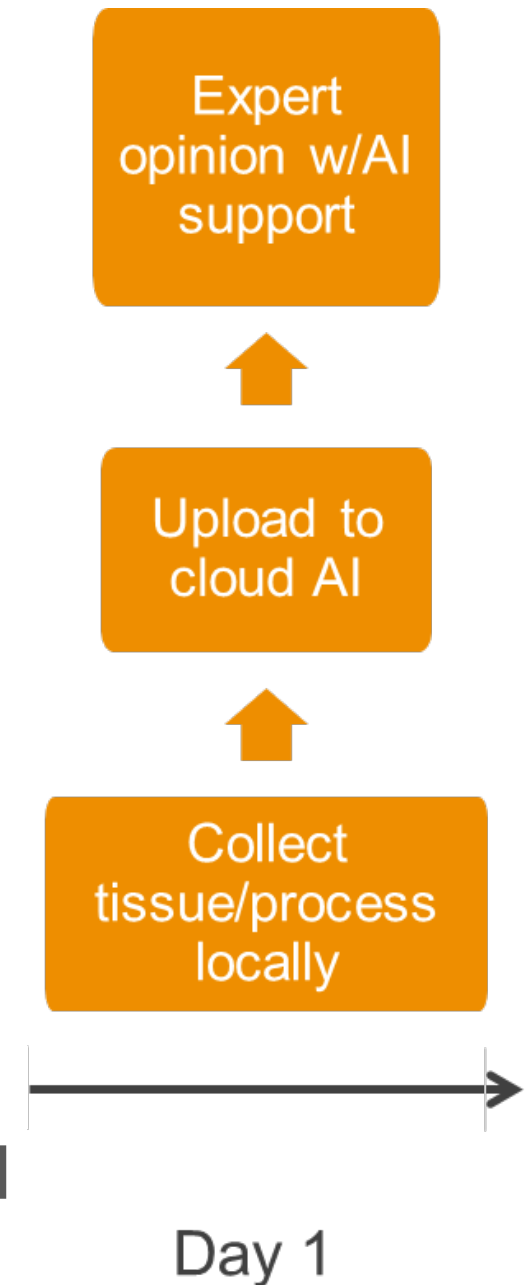 Expert
opinion w/AI
support
Upload to
cloud AI
Collect
tissue/process
locally
Day 1